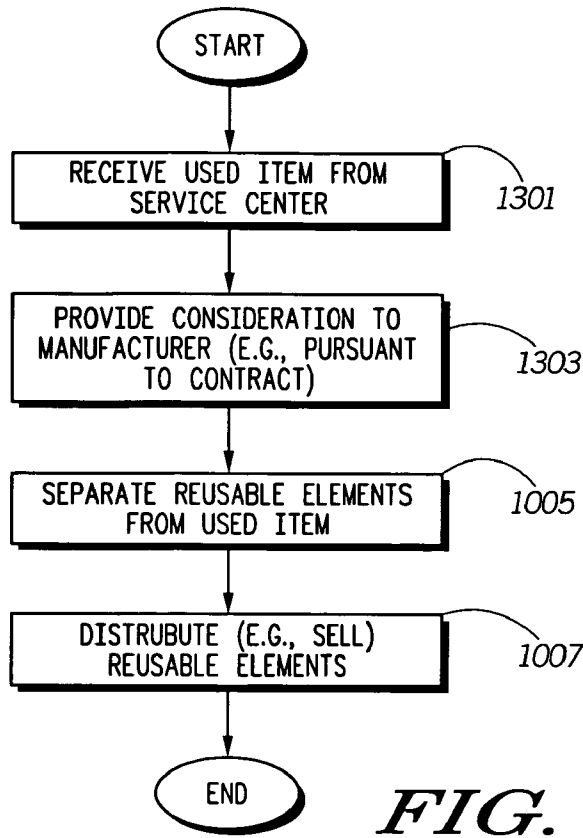 START
RECEIVE USED ITEM FROM
SERVICE CENTER
1301
PROVIDE CONSIDERATION TO
MANUFACTURER (E.G., PURSUANT
TO CONTRACT)
1303
SEPARATE REUSABLE ELEMENTS
FROM USED ITEM
1005
DISTRUBUTE (E.G., SELL)
REUSABLE ELEMENTS
1007
END
FIG.